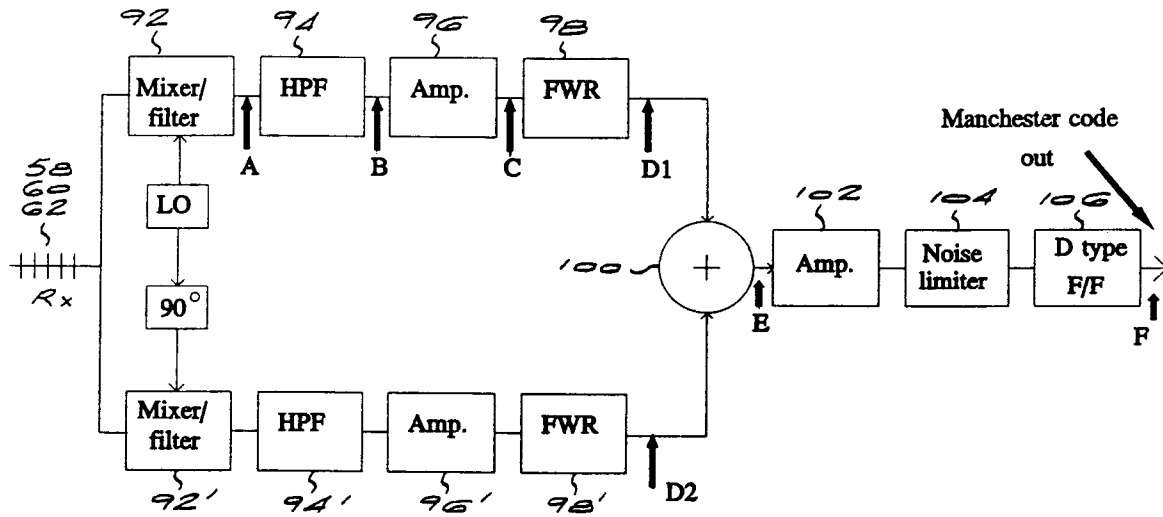 92 94 96 98
Mixer/
filter
HPF
Amp.
FWR
A B C D1
Manchester code
out
58
60
62
Rx
LO
90°
100
+
E
102 104 106
Amp.
Noise
limiter
D type
F/F
F
Mixer/
filter
HPF
Amp.
FWR
D2
92' 94' 96' 98'